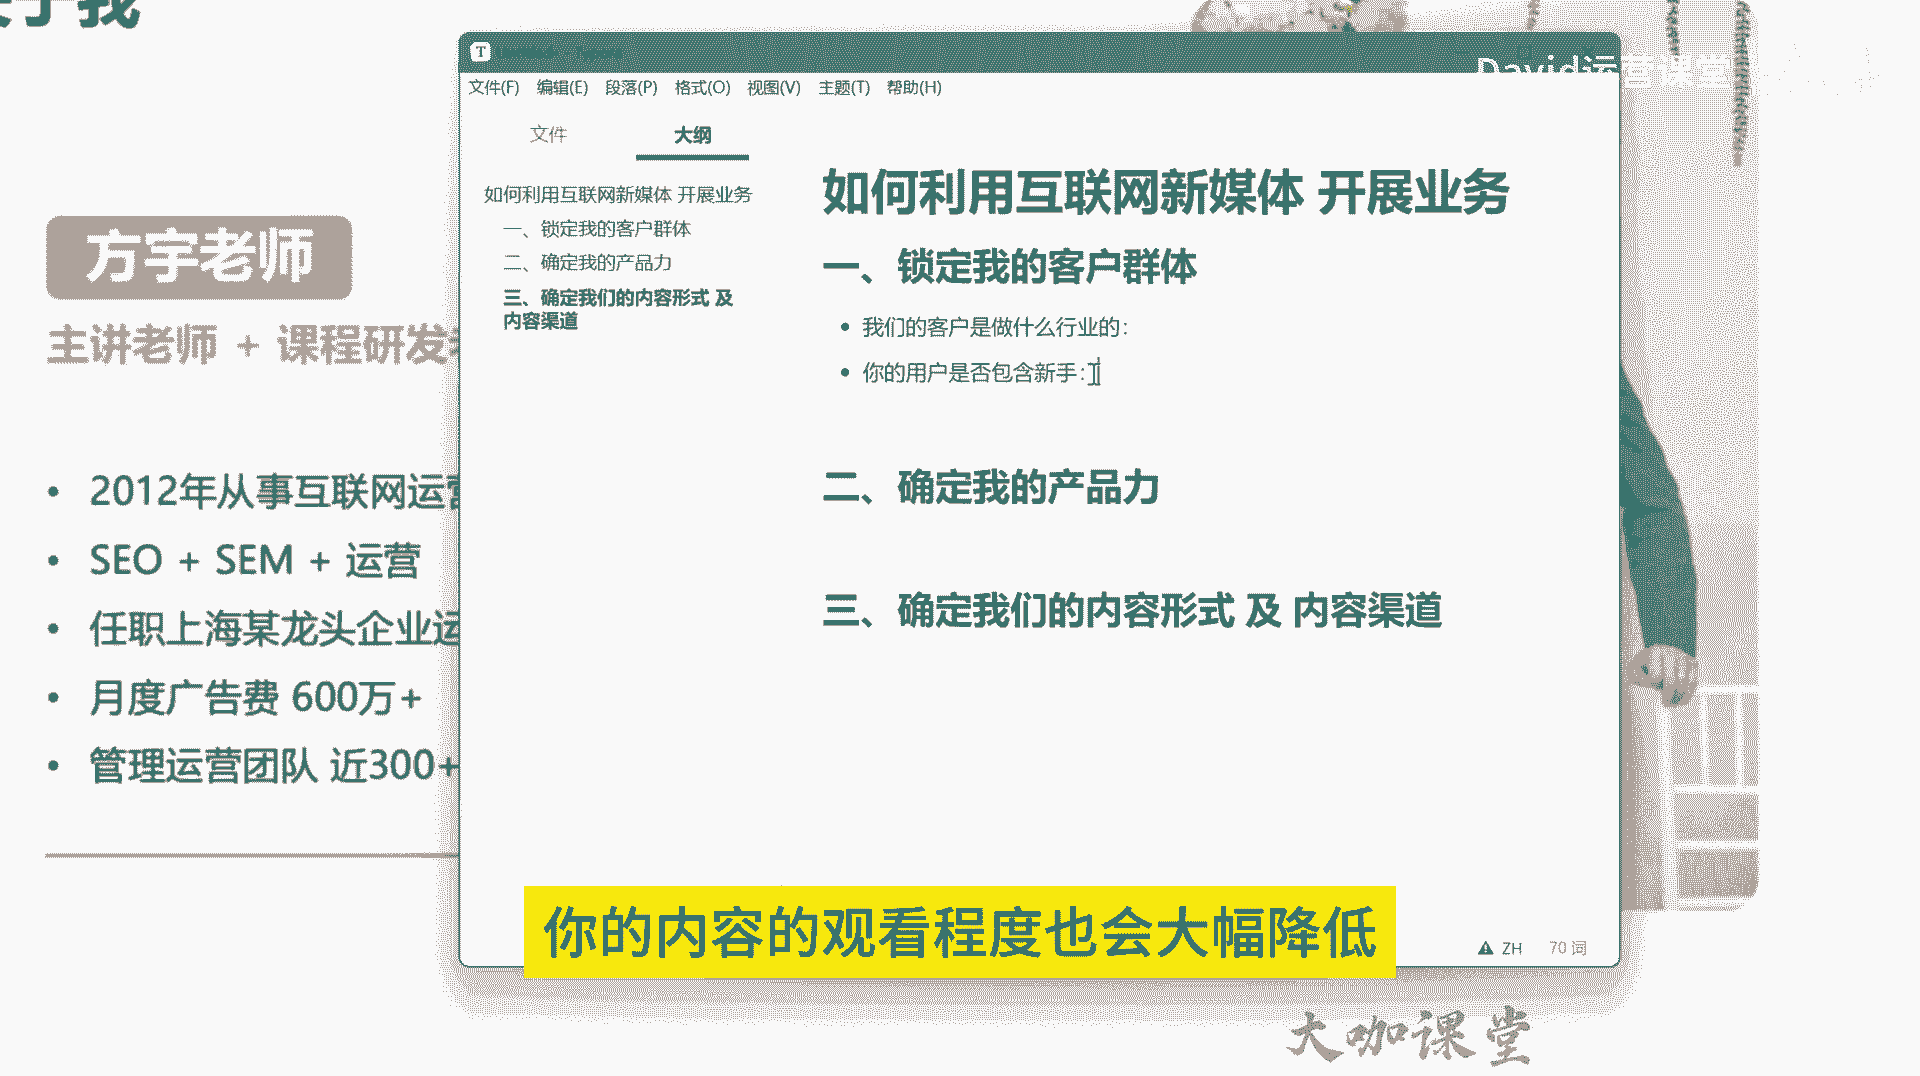 方宇老师
主讲老师 + 课程研发
2012年从事互联网运营
SEO + SEM + 运营
任职上海某龙头企业运
月度广告费 600万+
管理运营团队 近300+
T
David运营课堂
文件(F) 编辑(E) 段落(P) 格式(O) 视图(V) 主题(T) 帮助(H)
文件 大纲
如何利用互联网新媒体 开展业务
一、锁定我的客户群体
二、确定我的产品力
三、确定我们的内容形式 及
内容渠道
如何利用互联网新媒体 开展业务
一、锁定我的客户群体
我们的客户是做什么行业的：
你的用户是否包含新手：
二、确定我的产品力
三、确定我们的内容形式 及 内容渠道
ZH 70 词
你的内容的观看程度也会大幅降低
大咖课堂